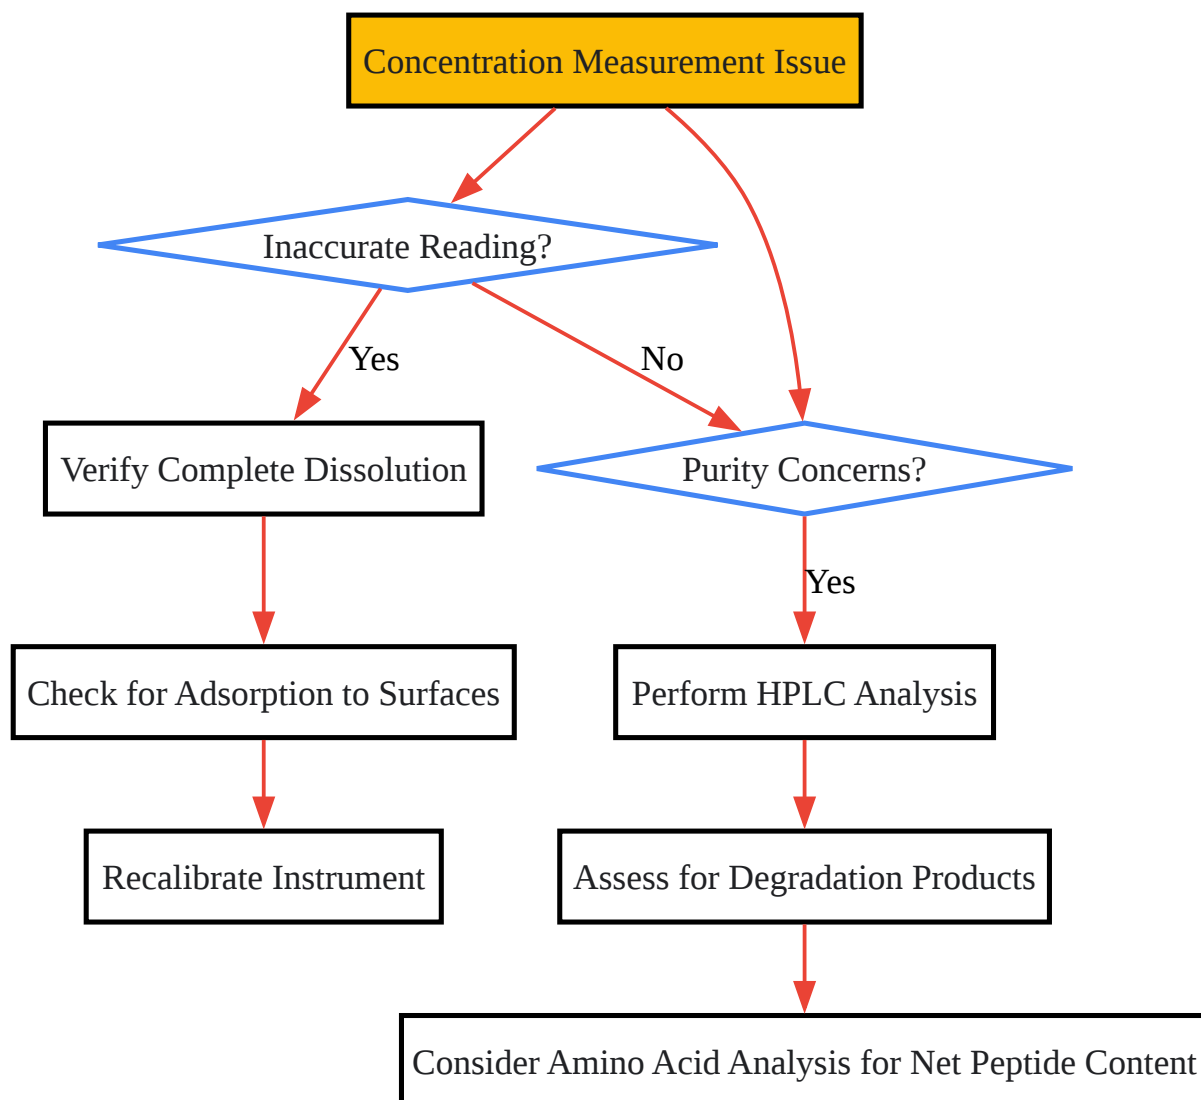 Concentration Measurement Issue
Inaccurate Reading?
Yes
No
Verify Complete Dissolution
Purity Concerns?
Yes
Check for Adsorption to Surfaces
Perform HPLC Analysis
Recalibrate Instrument
Assess for Degradation Products
Consider Amino Acid Analysis for Net Peptide Content